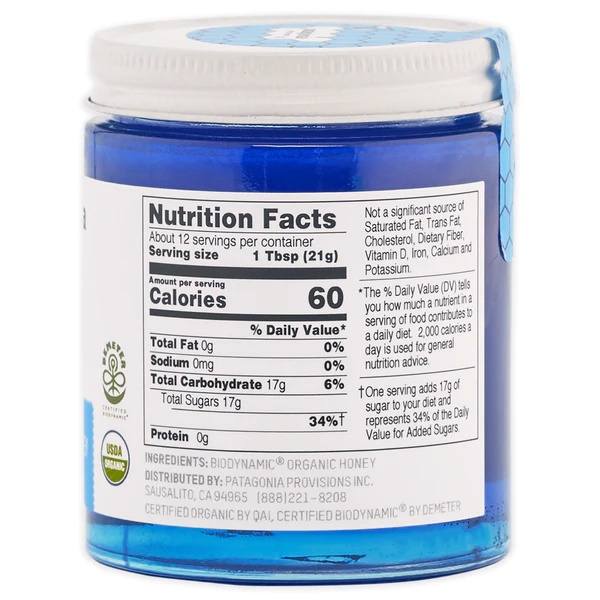 Nutrition Facts
About 12 servings per container
Serving size 1 Tbsp (21g)
Amount per serving
Calories 60
% Daily Value*
Total Fat 0g 0%
Sodium 0mg 0%
Total Carbohydrate 17g 6%
Total Sugars 17g
34%†
Protein 0g
Not a significant source of
Saturated Fat, Trans Fat,
Cholesterol, Dietary Fiber,
Vitamin D, Iron, Calcium and
Potassium.
*The % Daily Value (DV) tells
you how much a nutrient in a
serving of food contributes to
a daily diet. 2,000 calories a
day is used for general
nutrition advice.
†One serving adds 17g of
sugar to your diet and
represents 34% of the Daily
Value for Added Sugars.
INGREDIENTS: BIODYNAMIC® ORGANIC HONEY
DISTRIBUTED BY: PATAGONIA PROVISIONS INC.
SAUSALITO, CA 94965 (888)221-8208
CERTIFIED ORGANIC BY QAI, CERTIFIED BIODYNAMIC® BY DEMETER
DEMETER
CERTIFIED
BIODYNAMIC®
USDA
ORGANIC
a